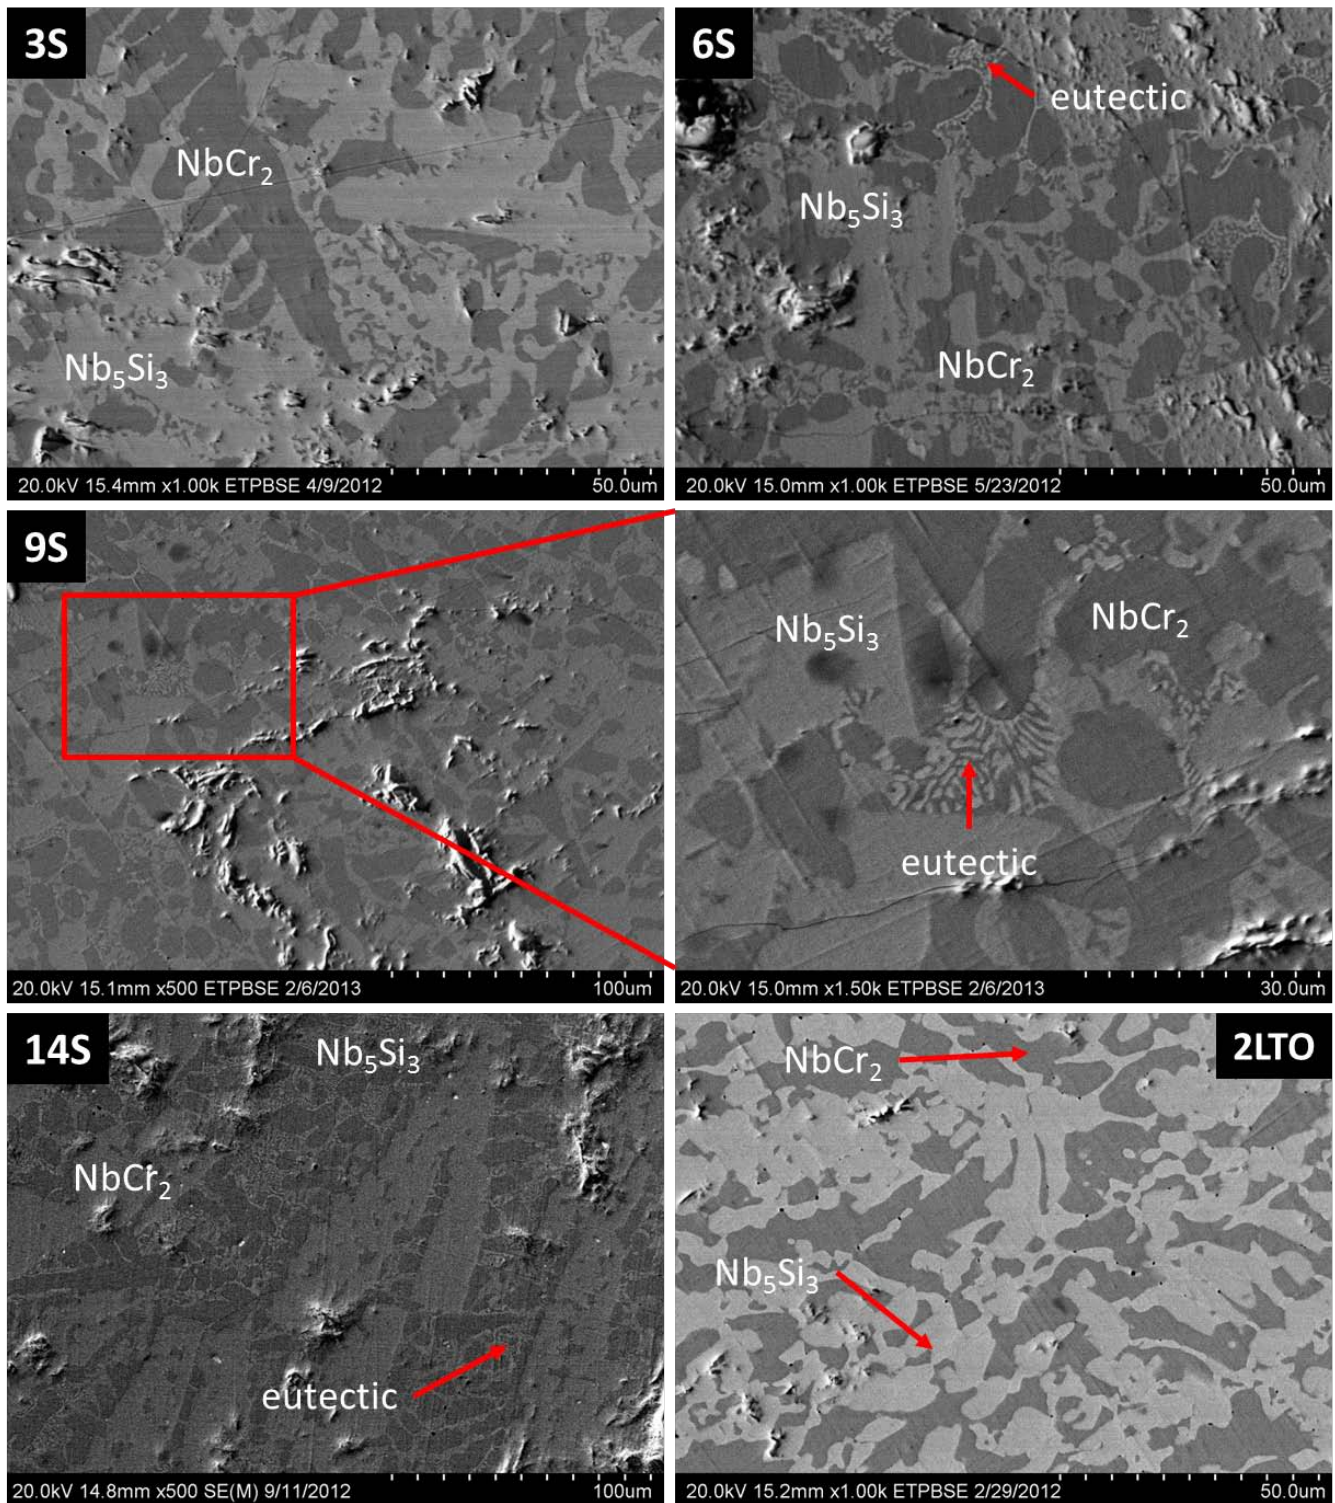 3S
NbCr₂
Nb₅Si₃
20.0kV 15.4mm x1.00k ETPBSE 4/9/2012
50.0um
6S
eutectic
Nb₅Si₃
NbCr₂
20.0kV 15.0mm x1.00k ETPBSE 5/23/2012
50.0um
9S
20.0kV 15.1mm x500 ETPBSE 2/6/2013
100um
Nb₅Si₃
NbCr₂
eutectic
20.0kV 15.0mm x1.50k ETPBSE 2/6/2013
30.0um
14S
Nb₅Si₃
NbCr₂
eutectic
20.0kV 14.8mm x500 SE(M) 9/11/2012
100um
2LTO
NbCr₂
Nb₅Si₃
20.0kV 15.2mm x1.00k ETPBSE 2/29/2012
50.0um